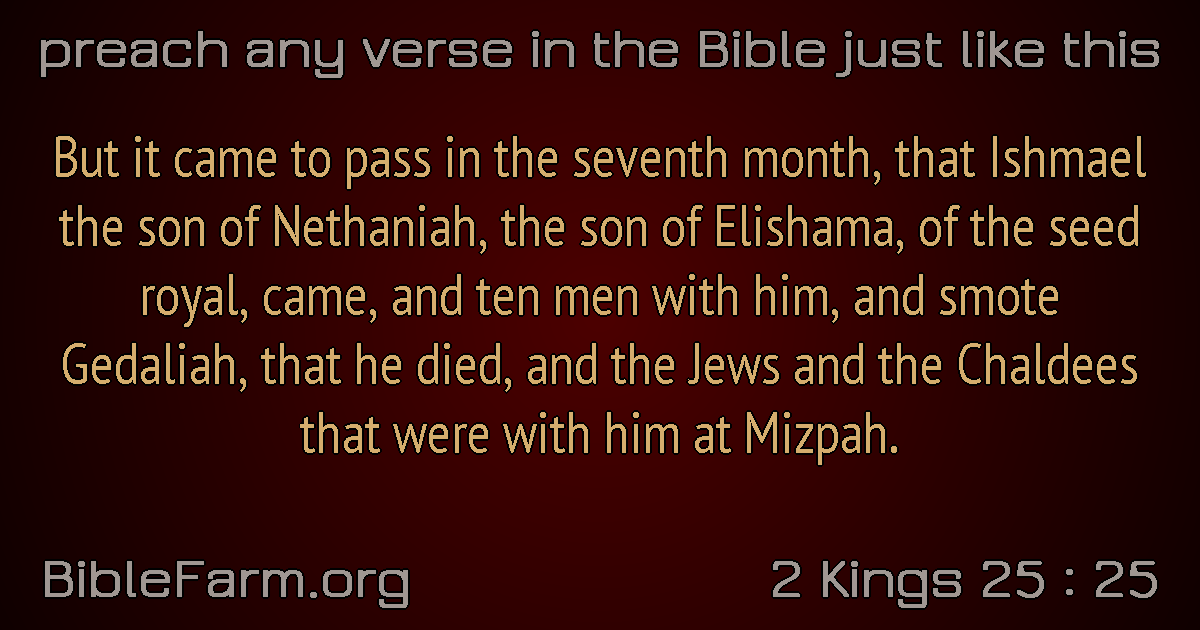 preach any verse in the Bible just like this
But it came to pass in the seventh month, that Ishmael
the son of Nethaniah, the son of Elishama, of the seed
royal, came, and ten men with him, and smote
Gedaliah, that he died, and the Jews and the Chaldees
that were with him at Mizpah.
BibleFarm.org
2 Kings 25 : 25